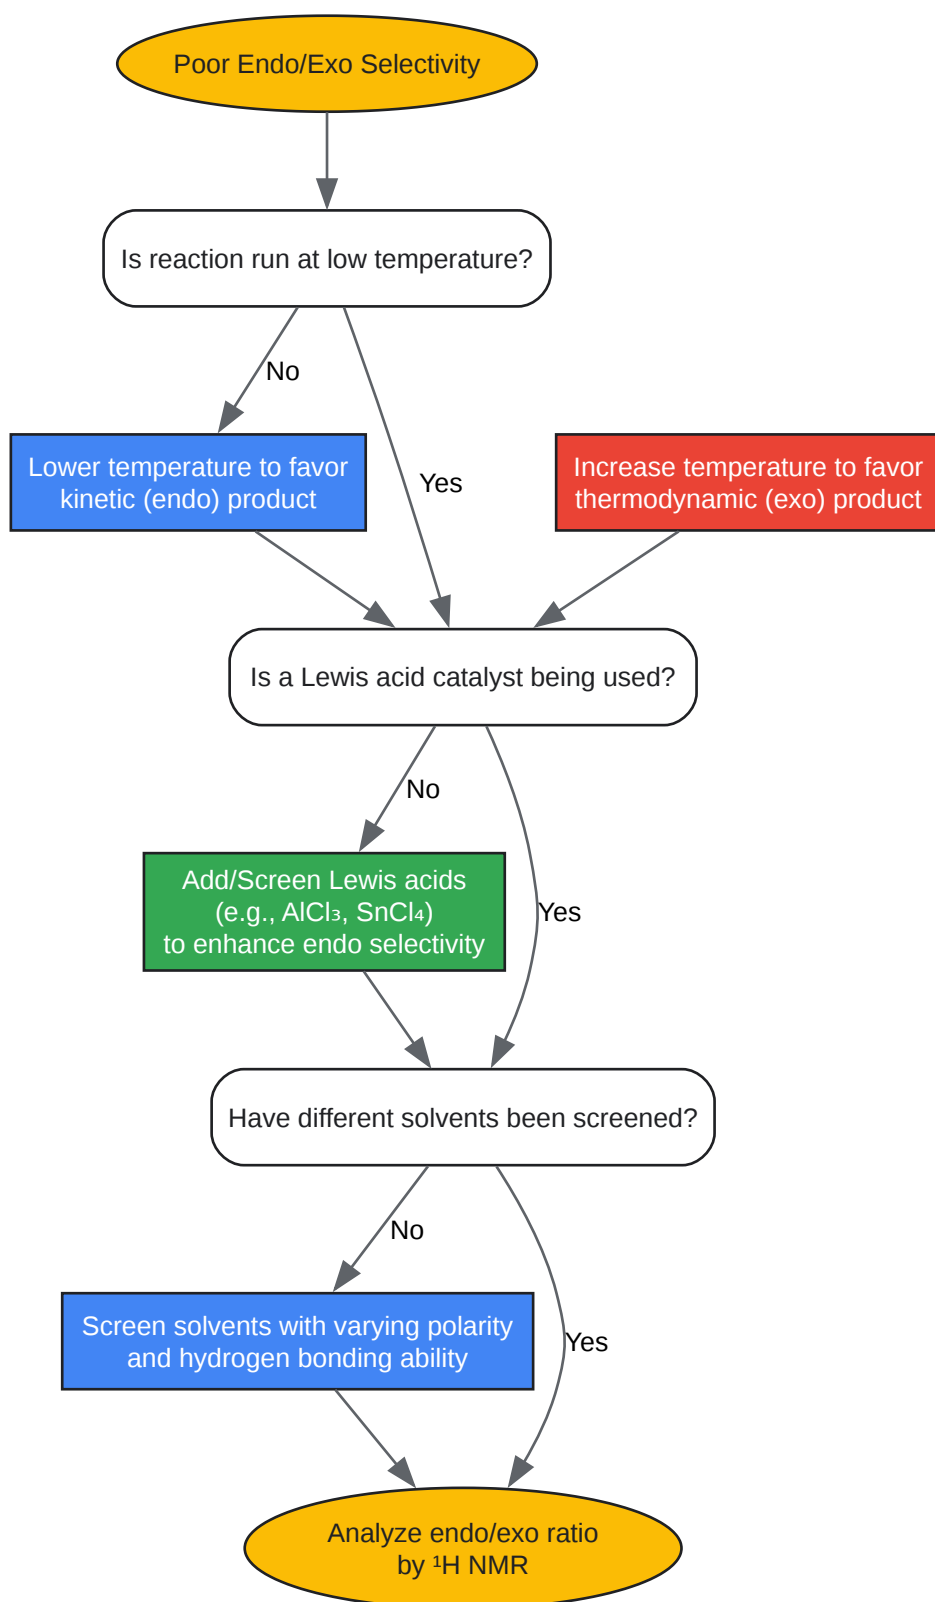 Poor Endo/Exo Selectivity
Is reaction run at low temperature?
No
Lower temperature to favor
kinetic (endo) product
Yes
Increase temperature to favor
thermodynamic (exo) product
Is a Lewis acid catalyst being used?
No
Add/Screen Lewis acids
(e.g., AlCl₃, SnCl₄)
to enhance endo selectivity
Yes
Have different solvents been screened?
No
Screen solvents with varying polarity
and hydrogen bonding ability
Yes
Analyze endo/exo ratio
by ¹H NMR